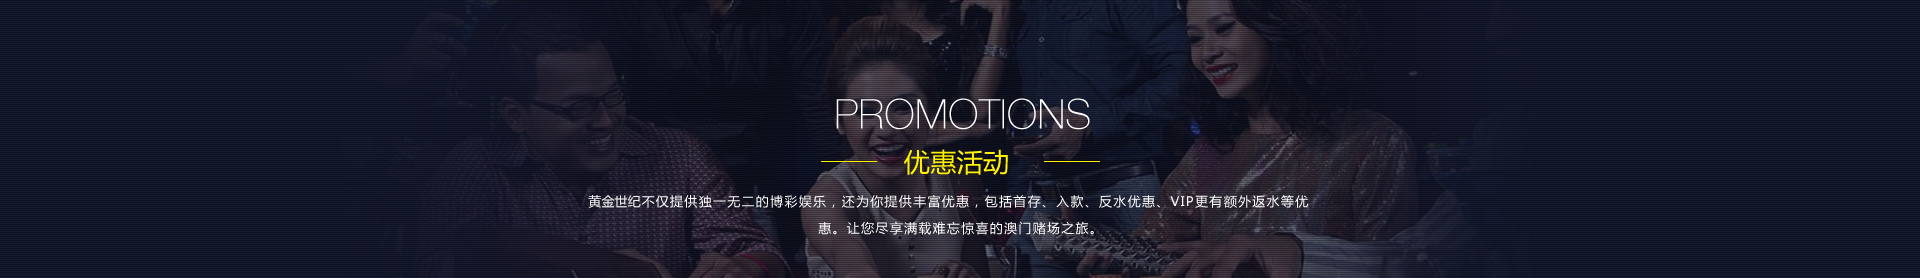 PROMOTIONS
优惠活动
黄金世纪不仅提供独一无二的博彩娱乐，还为你提供丰富优惠，包括首存、入款、反水优惠、VIP更有额外返水等优
惠。让您尽享满载难忘惊喜的澳门赌场之旅。